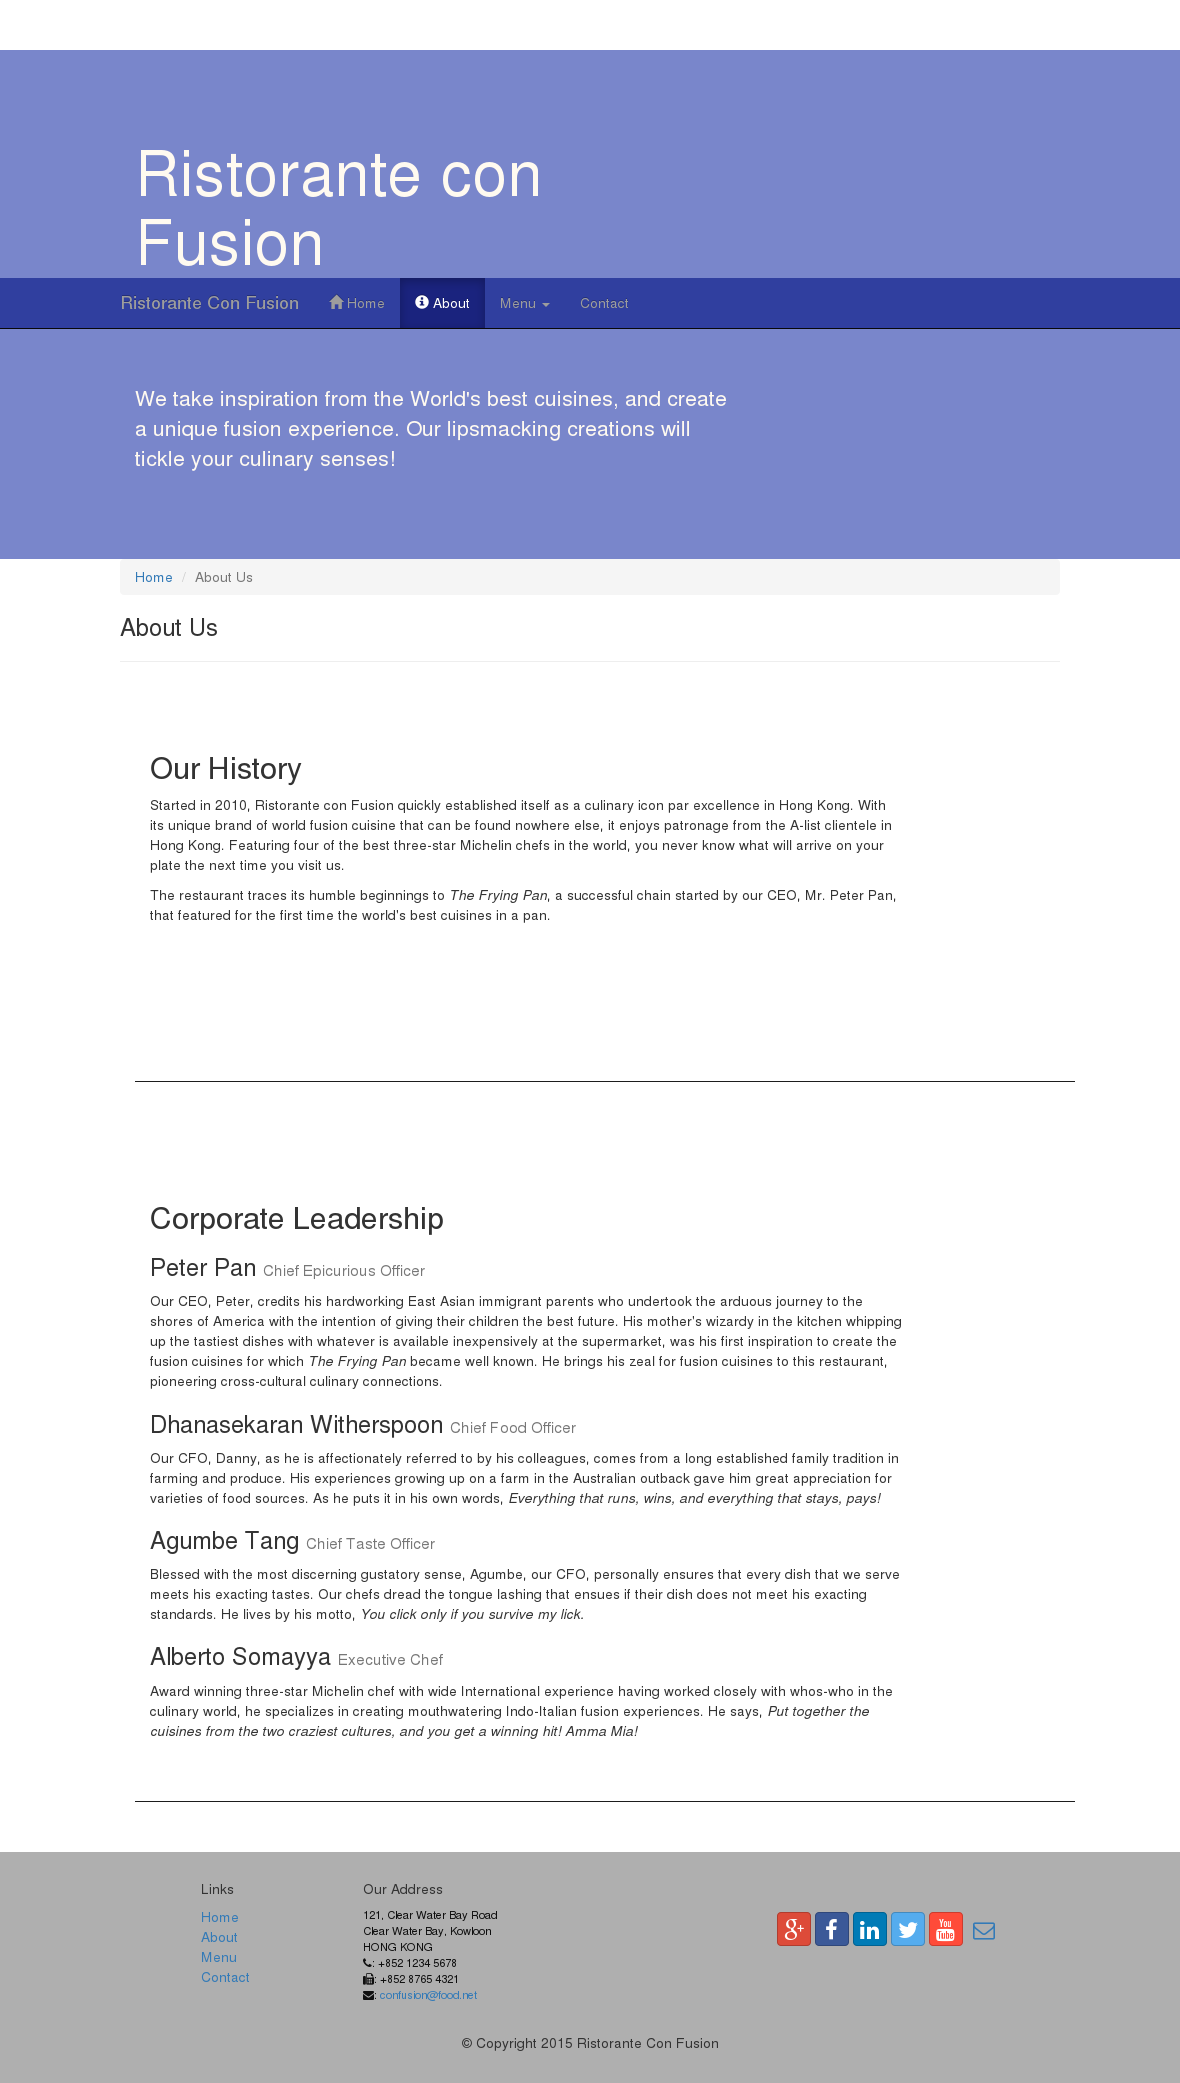 Ristorante con
Fusion
Ristorante Con Fusion Home About Menu Contact
We take inspiration from the World's best cuisines, and create
a unique fusion experience. Our lipsmacking creations will
tickle your culinary senses!
Home / About Us
About Us
Our History
Started in 2010, Ristorante con Fusion quickly established itself as a culinary icon par excellence in Hong Kong. With
its unique brand of world fusion cuisine that can be found nowhere else, it enjoys patronage from the A-list clientele in
Hong Kong. Featuring four of the best three-star Michelin chefs in the world, you never know what will arrive on your
plate the next time you visit us.
The restaurant traces its humble beginnings to The Frying Pan, a successful chain started by our CEO, Mr. Peter Pan,
that featured for the first time the world's best cuisines in a pan.
Corporate Leadership
Peter Pan Chief Epicurious Officer
Our CEO, Peter, credits his hardworking East Asian immigrant parents who undertook the arduous journey to the
shores of America with the intention of giving their children the best future. His mother's wizardy in the kitchen whipping
up the tastiest dishes with whatever is available inexpensively at the supermarket, was his first inspiration to create the
fusion cuisines for which The Frying Pan became well known. He brings his zeal for fusion cuisines to this restaurant,
pioneering cross-cultural culinary connections.
Dhanasekaran Witherspoon Chief Food Officer
Our CFO, Danny, as he is affectionately referred to by his colleagues, comes from a long established family tradition in
farming and produce. His experiences growing up on a farm in the Australian outback gave him great appreciation for
varieties of food sources. As he puts it in his own words, Everything that runs, wins, and everything that stays, pays!
Agumbe Tang Chief Taste Officer
Blessed with the most discerning gustatory sense, Agumbe, our CFO, personally ensures that every dish that we serve
meets his exacting tastes. Our chefs dread the tongue lashing that ensues if their dish does not meet his exacting
standards. He lives by his motto, You click only if you survive my lick.
Alberto Somayya Executive Chef
Award winning three-star Michelin chef with wide International experience having worked closely with whos-who in the
culinary world, he specializes in creating mouthwatering Indo-Italian fusion experiences. He says, Put together the
cuisines from the two craziest cultures, and you get a winning hit! Amma Mia!
Links
Home
About
Menu
Contact
Our Address
121, Clear Water Bay Road
Clear Water Bay, Kowloon
HONG KONG
: +852 1234 5678
: +852 8765 4321
: confusion@food.net
g+ f in You Tube
© Copyright 2015 Ristorante Con Fusion